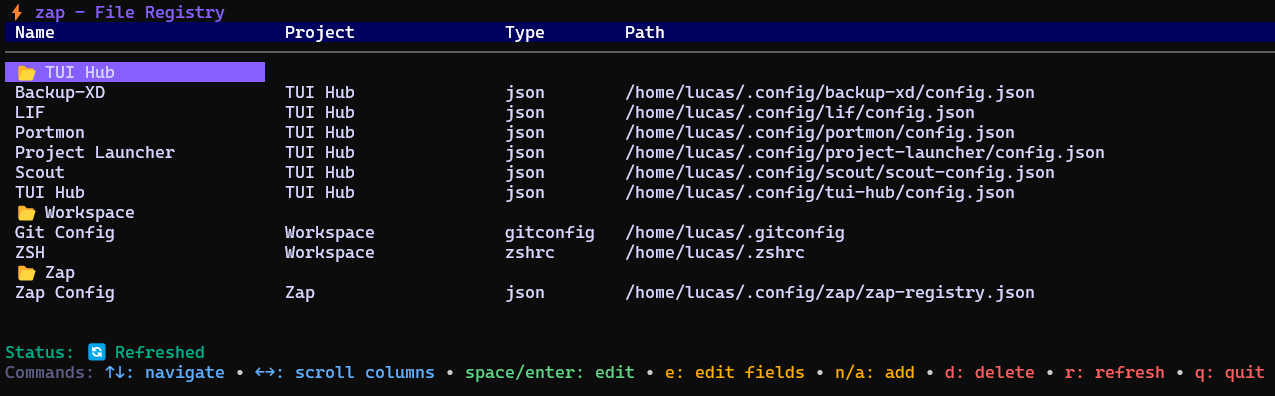 ⚡ zap – File Registry
Name Project Type Path
📂 TUI Hub
Backup-XD TUI Hub json /home/lucas/.config/backup-xd/config.json
LIF TUI Hub json /home/lucas/.config/lif/config.json
Portmon TUI Hub json /home/lucas/.config/portmon/config.json
Project Launcher TUI Hub json /home/lucas/.config/project-launcher/config.json
Scout TUI Hub json /home/lucas/.config/scout/scout-config.json
TUI Hub TUI Hub json /home/lucas/.config/tui-hub/config.json
📂 Workspace
Git Config Workspace gitconfig /home/lucas/.gitconfig
ZSH Workspace zshrc /home/lucas/.zshrc
📂 Zap
Zap Config Zap json /home/lucas/.config/zap/zap-registry.json
Status: 🔄 Refreshed
Commands: ↑↓: navigate • ←→: scroll columns • space/enter: edit • e: edit fields • n/a: add • d: delete • r: refresh • q: quit